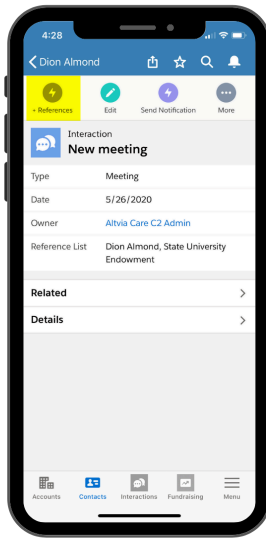 4:28
Dion Almond
+ References
Edit
Send Notification
More
Interaction
New meeting
Type Meeting
Date 5/26/2020
Owner Altvia Care C2 Admin
Reference List Dion Almond, State University
Endowment
Related
Details
Accounts
Contacts
Interactions
Fundraising
Menu